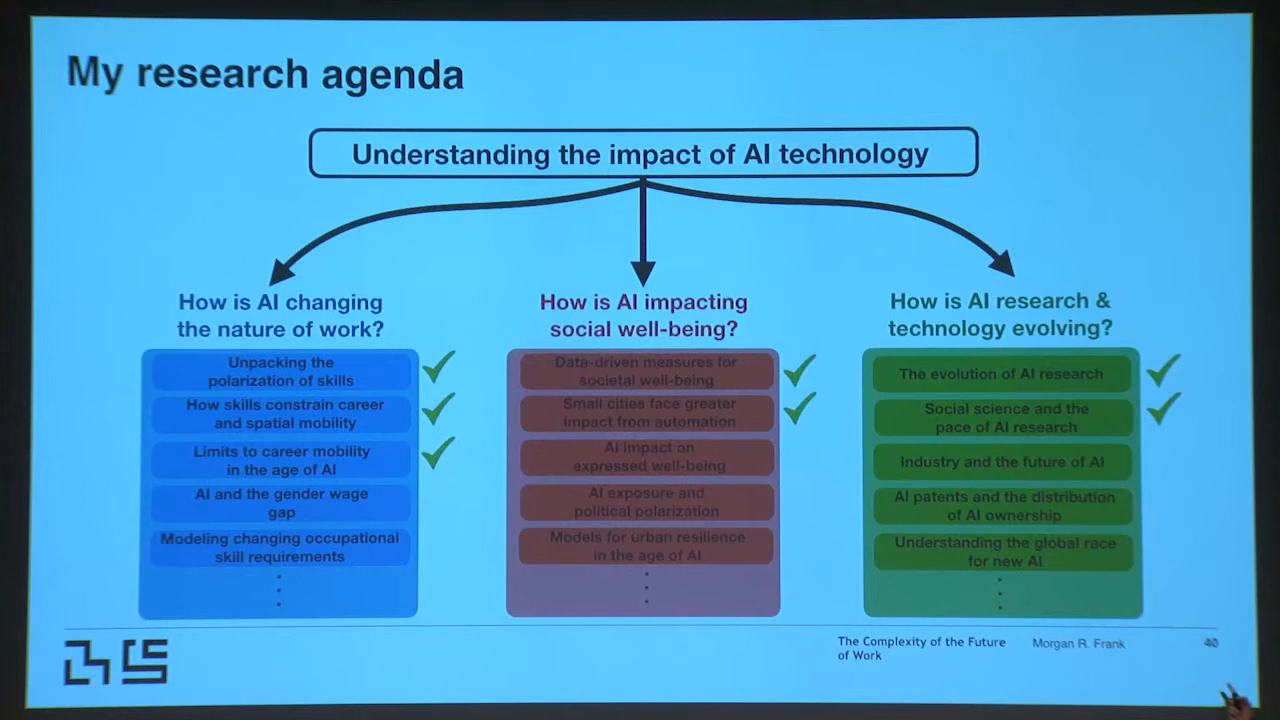 My research agenda
Understanding the impact of AI technology
How is AI changing
the nature of work?
Unpacking the
polarization of skills
How skills constrain career
and spatial mobility
Limits to career mobility
in the age of AI
AI and the gender wage
gap
Modeling changing occupational
skill requirements
How is AI impacting
social well-being?
Data-driven measures for
societal well-being
Small cities face greater
impact from automation
AI impact on
expressed well-being
AI exposure and
political polarization
Models for urban resilience
in the age of AI
How is AI research &
technology evolving?
The evolution of AI research
Social science and the
pace of AI research
Industry and the future of AI
AI patents and the distribution
of AI ownership
Understanding the global race
for new AI
The Complexity of the Future
of Work
Morgan R. Frank
40